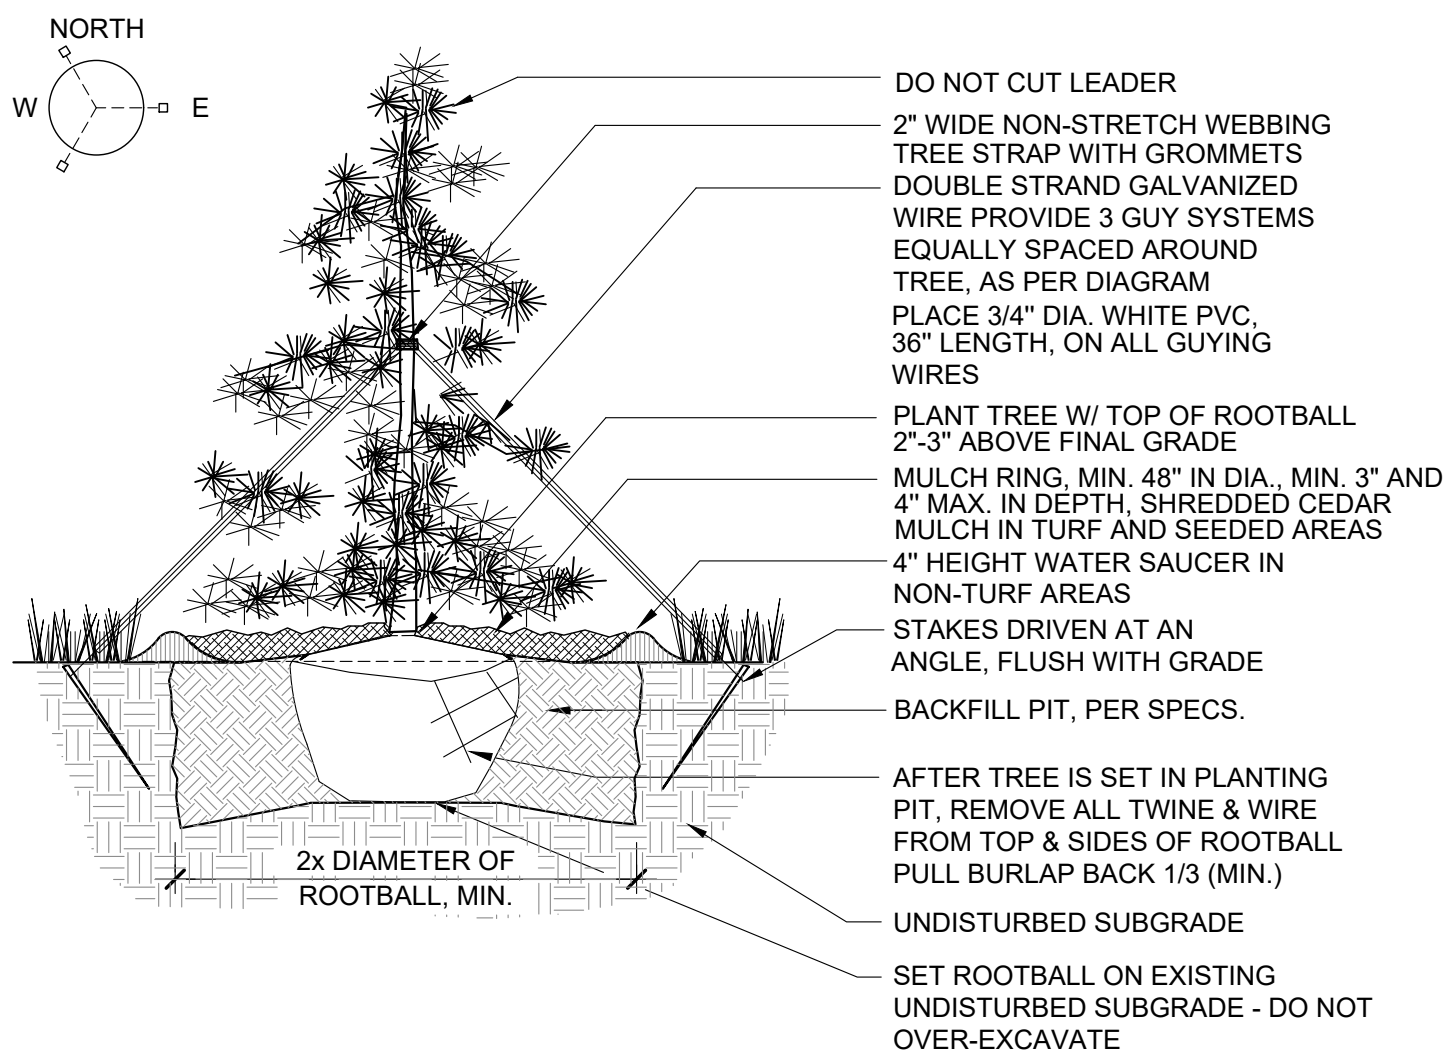 NORTH
W
E
DO NOT CUT LEADER
2" WIDE NON-STRETCH WEBBING
TREE STRAP WITH GROMMETS
DOUBLE STRAND GALVANIZED
WIRE PROVIDE 3 GUY SYSTEMS
EQUALLY SPACED AROUND
TREE, AS PER DIAGRAM
PLACE 3/4" DIA. WHITE PVC,
36" LENGTH, ON ALL GUYING
WIRES
PLANT TREE W/ TOP OF ROOTBALL
2"-3" ABOVE FINAL GRADE
MULCH RING, MIN. 48" IN DIA., MIN. 3" AND
4" MAX. IN DEPTH, SHREDDED CEDAR
MULCH IN TURF AND SEEDED AREAS
4" HEIGHT WATER SAUCER IN
NON-TURF AREAS
STAKES DRIVEN AT AN
ANGLE, FLUSH WITH GRADE
BACKFILL PIT, PER SPECS.
AFTER TREE IS SET IN PLANTING
PIT, REMOVE ALL TWINE & WIRE
FROM TOP & SIDES OF ROOTBALL
PULL BURLAP BACK 1/3 (MIN.)
UNDISTURBED SUBGRADE
SET ROOTBALL ON EXISTING
UNDISTURBED SUBGRADE - DO NOT
OVER-EXCAVATE
2x DIAMETER OF
ROOTBALL, MIN.